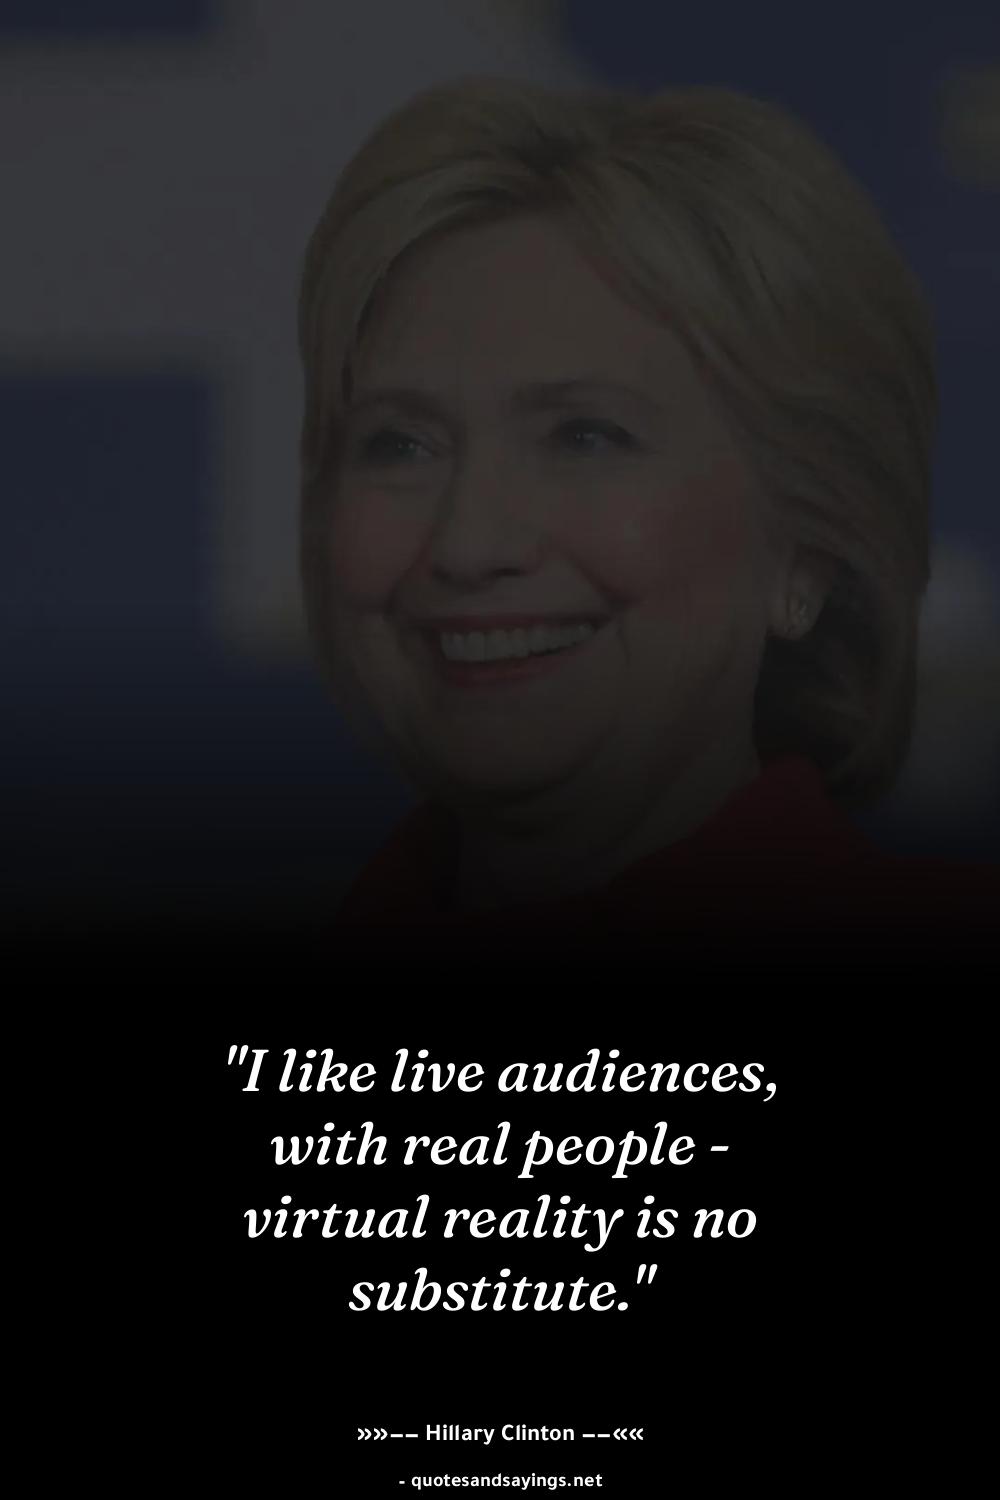 "I like live audiences,
with real people -
virtual reality is no
substitute."
»»–– Hillary Clinton ––««
- quotesandsayings.net